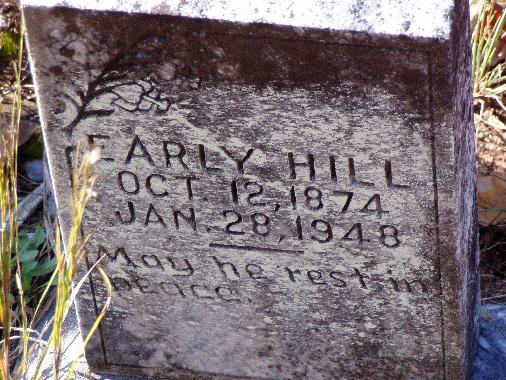 EARLY HILL
OCT. 12, 1874
JAN. 28, 1948
May he rest in
peace.